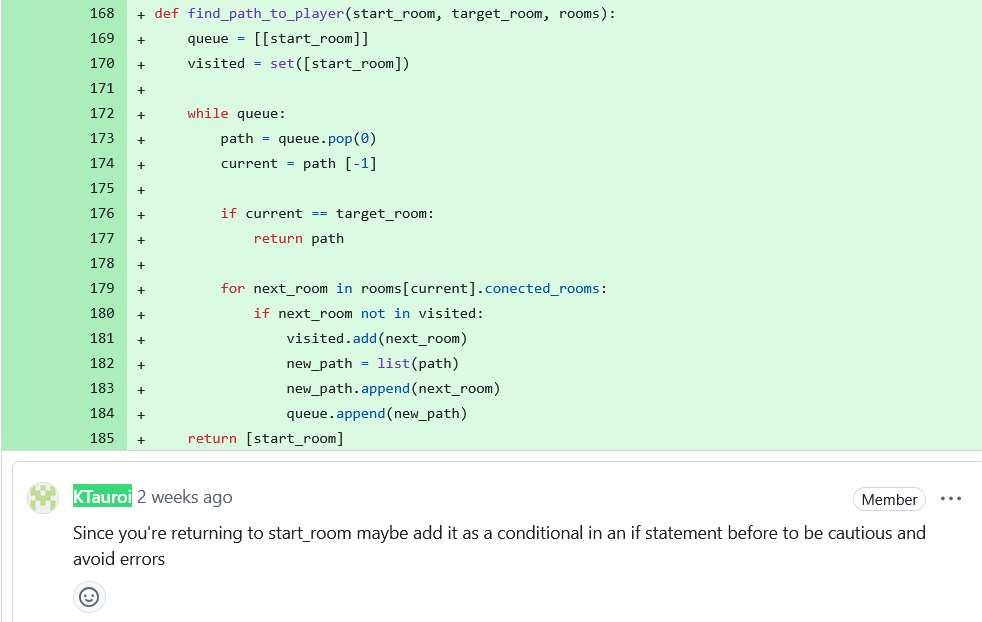 168 + def find_path_to_player(start_room, target_room, rooms):
169 +     queue = [[start_room]]
170 +     visited = set([start_room])
171 +
172 +     while queue:
173 +         path = queue.pop(0)
174 +         current = path [-1]
175 +
176 +         if current == target_room:
177 +             return path
178 +
179 +         for next_room in rooms[current].conected_rooms:
180 +             if next_room not in visited:
181 +                 visited.add(next_room)
182 +                 new_path = list(path)
183 +                 new_path.append(next_room)
184 +                 queue.append(new_path)
185 +     return [start_room]
KTauroi 2 weeks ago Member
Since you're returning to start_room maybe add it as a conditional in an if statement before to be cautious and
avoid errors